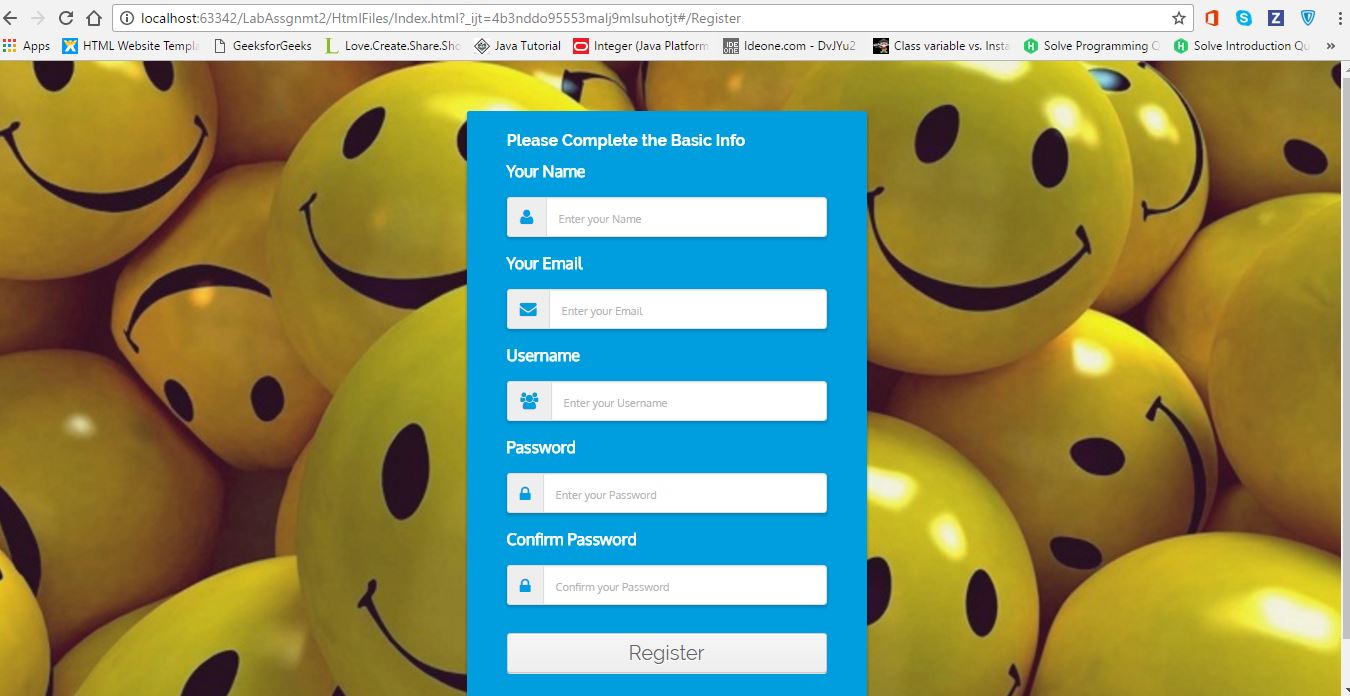 localhost:63342/LabAssgnmt2/HtmlFiles/Index.html?_ijt=4b3nddo95553malj9mlsuhotjt#/Register
Apps HTML Website Templa GeeksforGeeks Love.Create.Share.Sho Java Tutorial Integer (Java Platform IDE ONE Ideone.com - DvJYu2 Class variable vs. Insta Solve Programming Q Solve Introduction Qu »
Please Complete the Basic Info
Your Name
Enter your Name
Your Email
Enter your Email
Username
Enter your Username
Password
Enter your Password
Confirm Password
Confirm your Password
Register